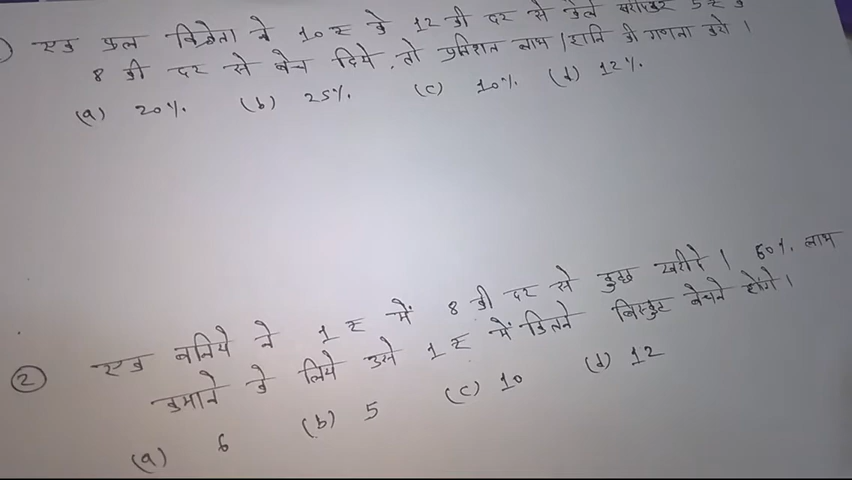 एक फल विक्रेता ने 10 ₹ के 12 की दर से केले खरीदकर 5 ₹ के
8 की दर से बेच दिये, तो प्रतिशत लाभ / हानि की गणना करो।
(a) 20% (b) 25% (c) 10% (d) 12%
② एक बनिये ने 1 ₹ में 8 की दर से कुछ खरीदे। 60% लाभ
कमाने के लिये उसे 1 ₹ में कितने बिस्कुट बेचने होंगे।
(a) 6 (b) 5 (c) 10 (d) 12